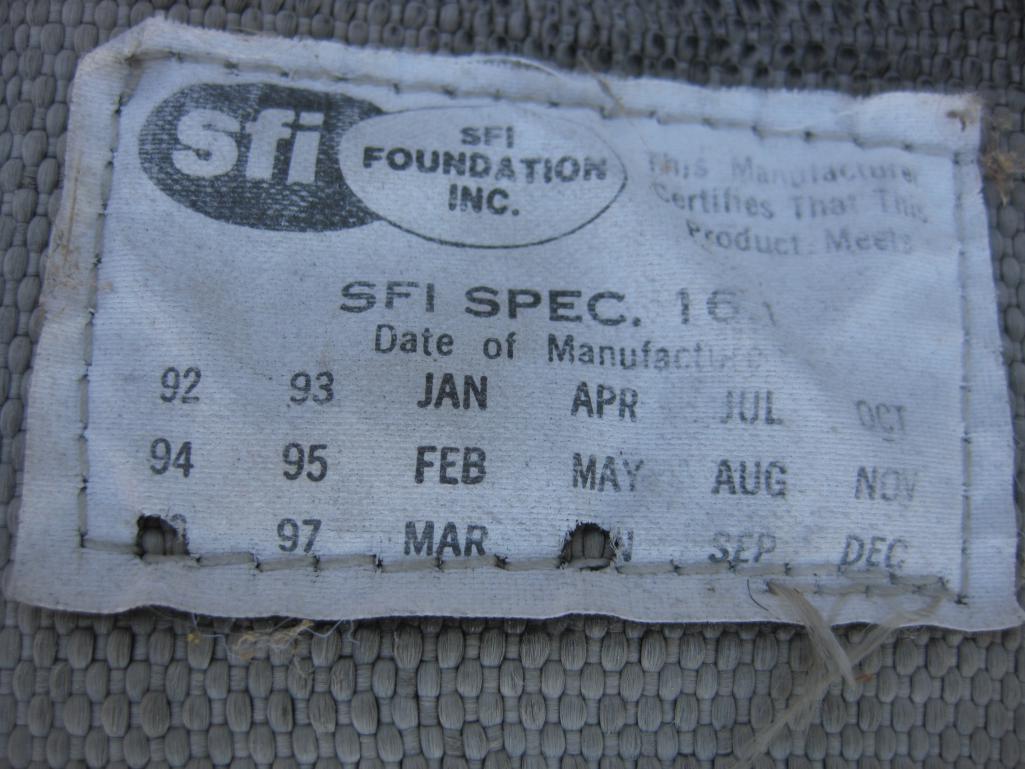 sfi
SFI
FOUNDATION
INC.
This Manufacturer
Certifies That This
Product Meets
SFI SPEC. 16.1
Date of Manufacture
92 93 JAN APR JUL OCT
94 95 FEB MAY AUG NOV
97 MAR SEP DEC